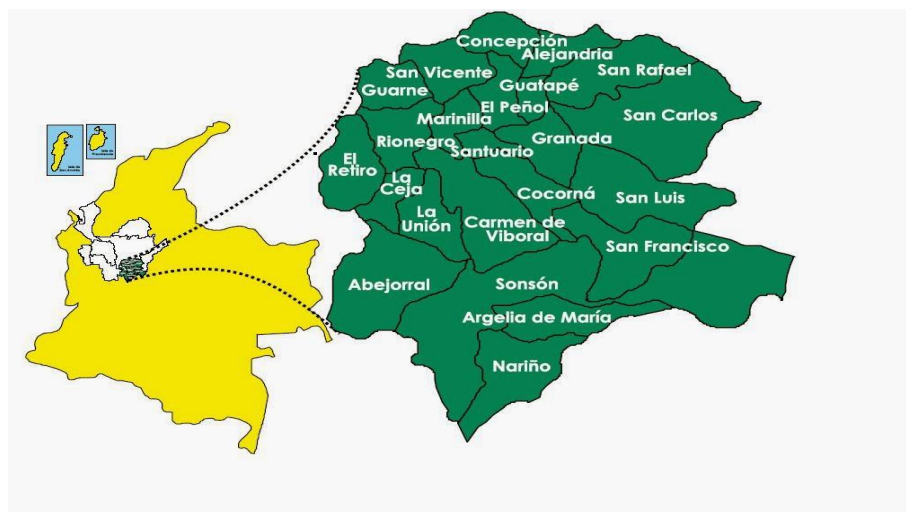 Concepción
Alejandria
San Vicente
San Rafael
Guarne
Guatapé
El Peñol
San Carlos
Marinilla
Rionegro
Granada
Santuario
El
Retiro
La
Ceja
Cocorná
San Luis
La
Unión
Carmen de
Viboral
San Francisco
Abejorral
Sonsón
Argelia de María
Nariño